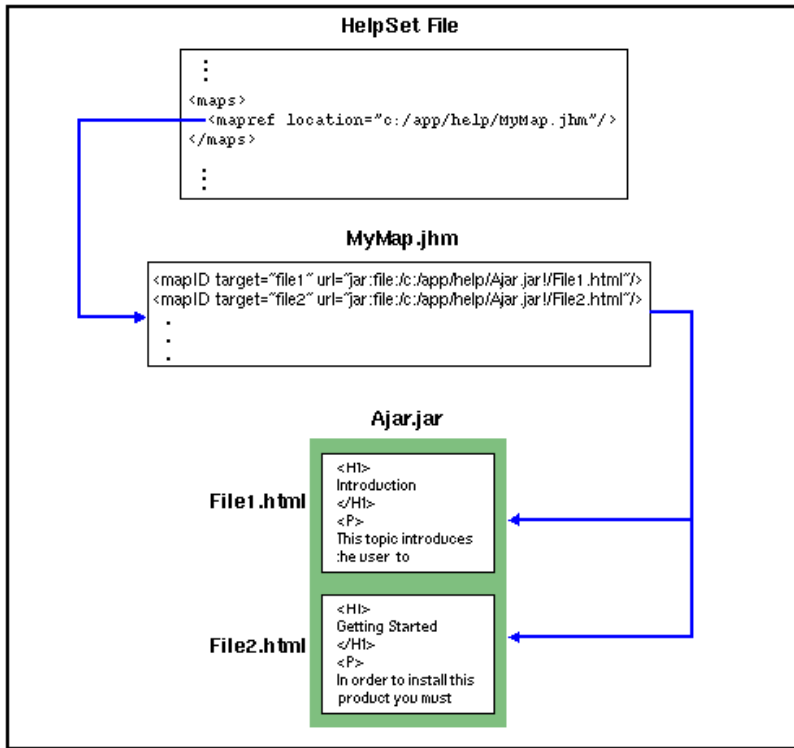 HelpSet File
<maps>
<mapref location="c:/app/help/MyMap.jhm"/>
</maps>
MyMap.jhm
<mapID target="file1" url="jar:file:/c:/app/help/Ajar.jar!/File1.html"/>
<mapID target="file2" url="jar:file:/c:/app/help/Ajar.jar!/File2.html"/>
Ajar.jar
File1.html
<H1>
Introduction
</H1>
<P>
This topic introduces
the user to
File2.html
<H1>
Getting Started
</H1>
<P>
In order to install this
product you must